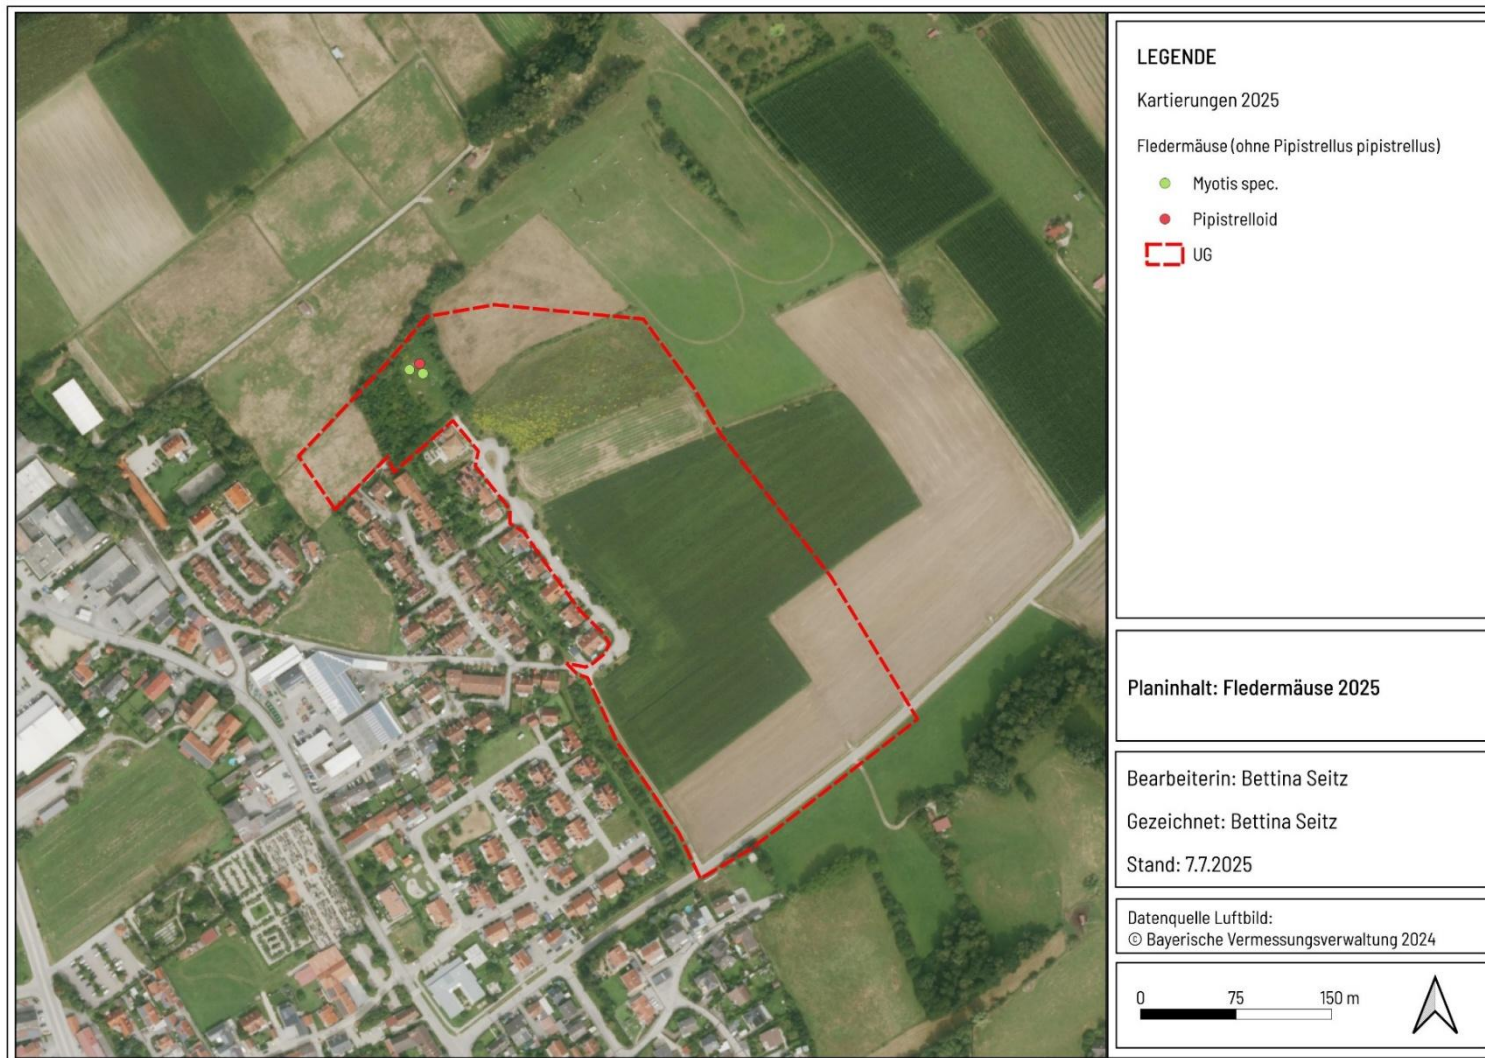 LEGENDE
Kartierungen 2025
Fledermäuse (ohne Pipistrellus pipistrellus)
Myotis spec.
Pipistrelloid
UG
Planinhalt: Fledermäuse 2025
Bearbeiterin: Bettina Seitz
Gezeichnet: Bettina Seitz
Stand: 7.7.2025
Datenquelle Luftbild:
© Bayerische Vermessungsverwaltung 2024
0 75 150 m